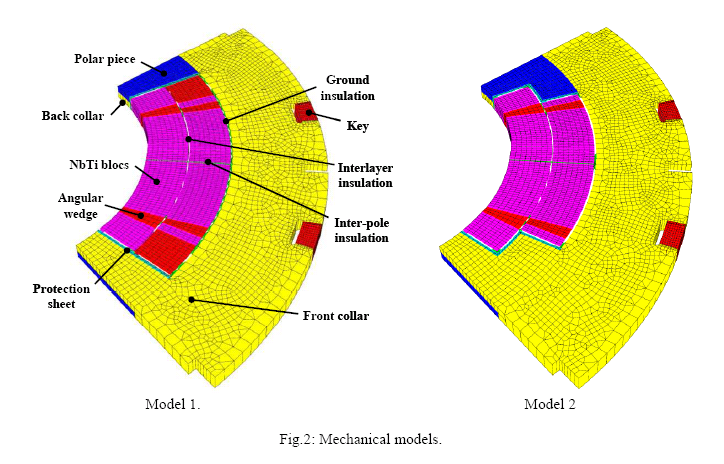 Polar piece
Ground
insulation
Back collar
Key
NbTi blocs
Interlayer
insulation
Angular
wedge
Inter-pole
insulation
Protection
sheet
Front collar
Model 1.
Model 2
Fig.2: Mechanical models.